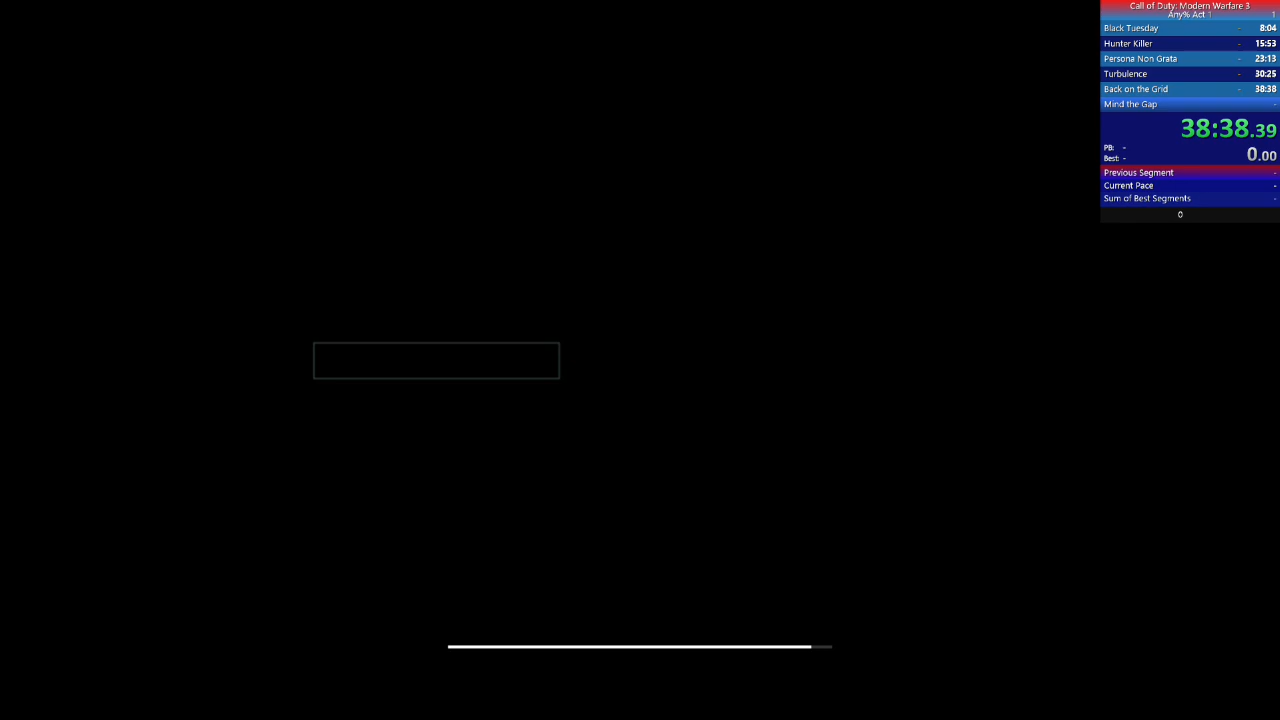 Call of Duty: Modern Warfare 3
Any% Act 1 1
Black Tuesday - 8:04
Hunter Killer - 15:53
Persona Non Grata - 23:13
Turbulence - 30:25
Back on the Grid - 38:38
Mind the Gap -
38:38.39
PB: -
Best: - 0.00
Previous Segment -
Current Pace -
Sum of Best Segments -
0